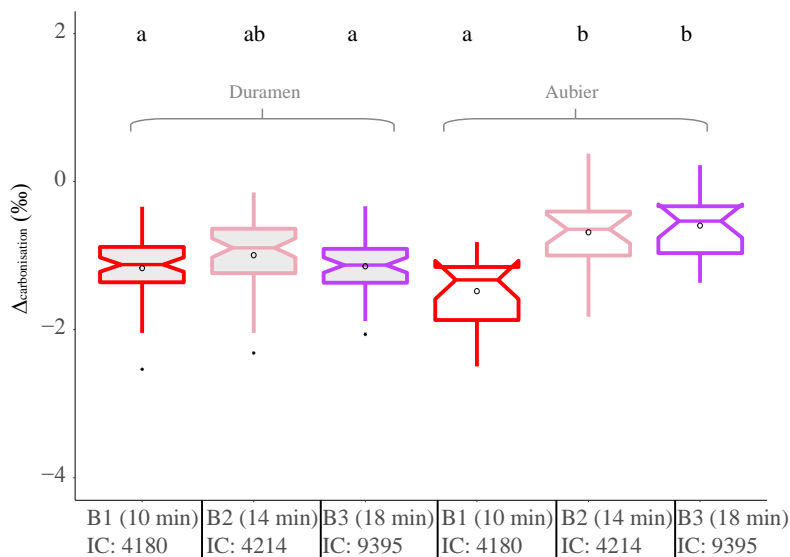 2
a ab a a b b
Duramen Aubier
0
Δcarbonisation (‰)
−2
−4
B1 (10 min) B2 (14 min) B3 (18 min) B1 (10 min) B2 (14 min) B3 (18 min)
IC: 4180 IC: 4214 IC: 9395 IC: 4180 IC: 4214 IC: 9395